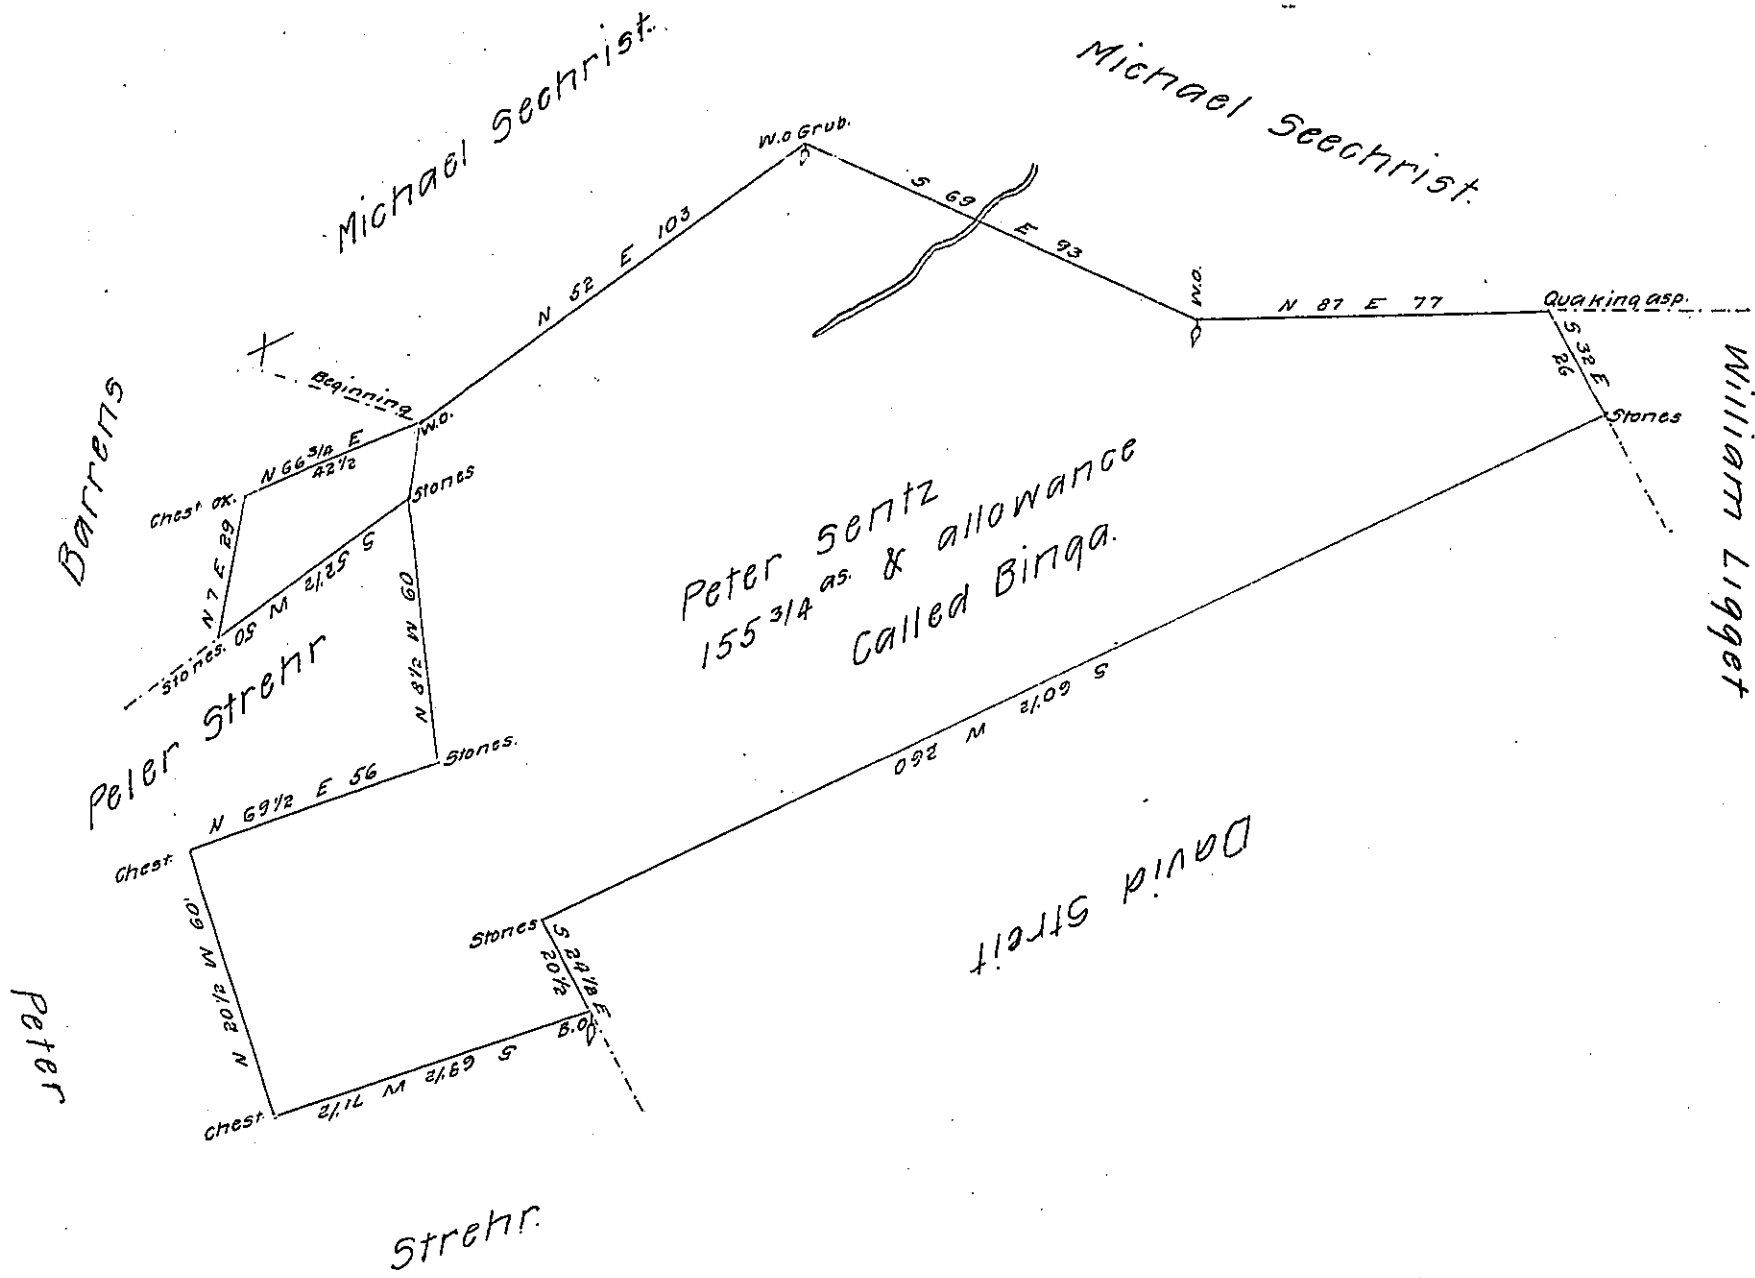 Michael Sechrist.
Michael Seechrist.
W.O Grub.
S 69 E 93
N 52 E 103
W.O.
N 87 E 77
Quaking asp.
S 32 E
26
Stones
William Ligget
Beginning
W.O.
N 66 3/4 E
42 1/2
Chest. ox.
Barrens
N 7 E 29
Stones
S 52 1/2 W 50
Stones.
Peter Strehr
N 8 1/2 W 60
Peter Sentz
155 3/4 as. & allowance
Called Binga.
S 60 1/2 W 260
Stones.
N 69 1/2 E 56
Chest.
N 20 1/2 W 60
David Streit
Stones
S 24 1/8 E
20 1/2
B.O.
S 69 1/2 W 71 1/2
Chest.
Peter
Strehr.